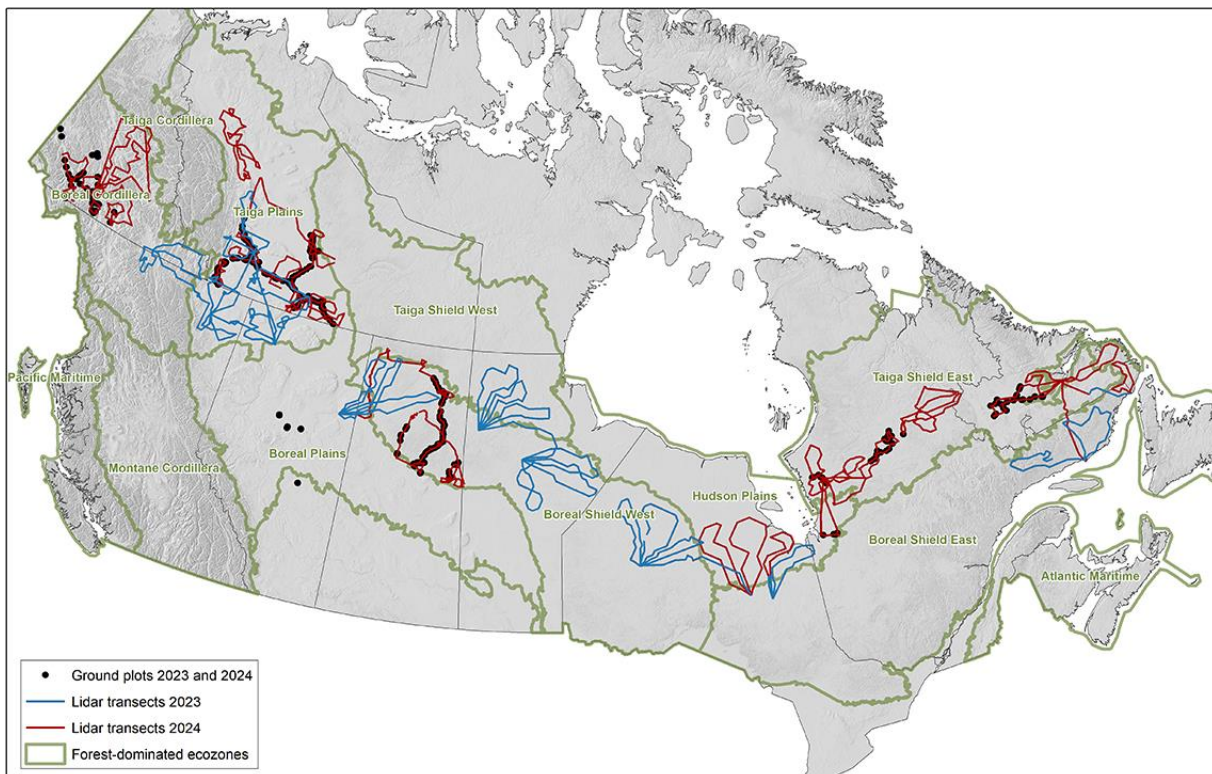 Taiga Cordillera
Boreal Cordillera
Taiga Plains
Taiga Shield West
Pacific Maritime
Taiga Shield East
Montane Cordillera
Boreal Plains
Hudson Plains
Boreal Shield West
Boreal Shield East
Atlantic Maritime
Ground plots 2023 and 2024
Lidar transects 2023
Lidar transects 2024
Forest-dominated ecozones